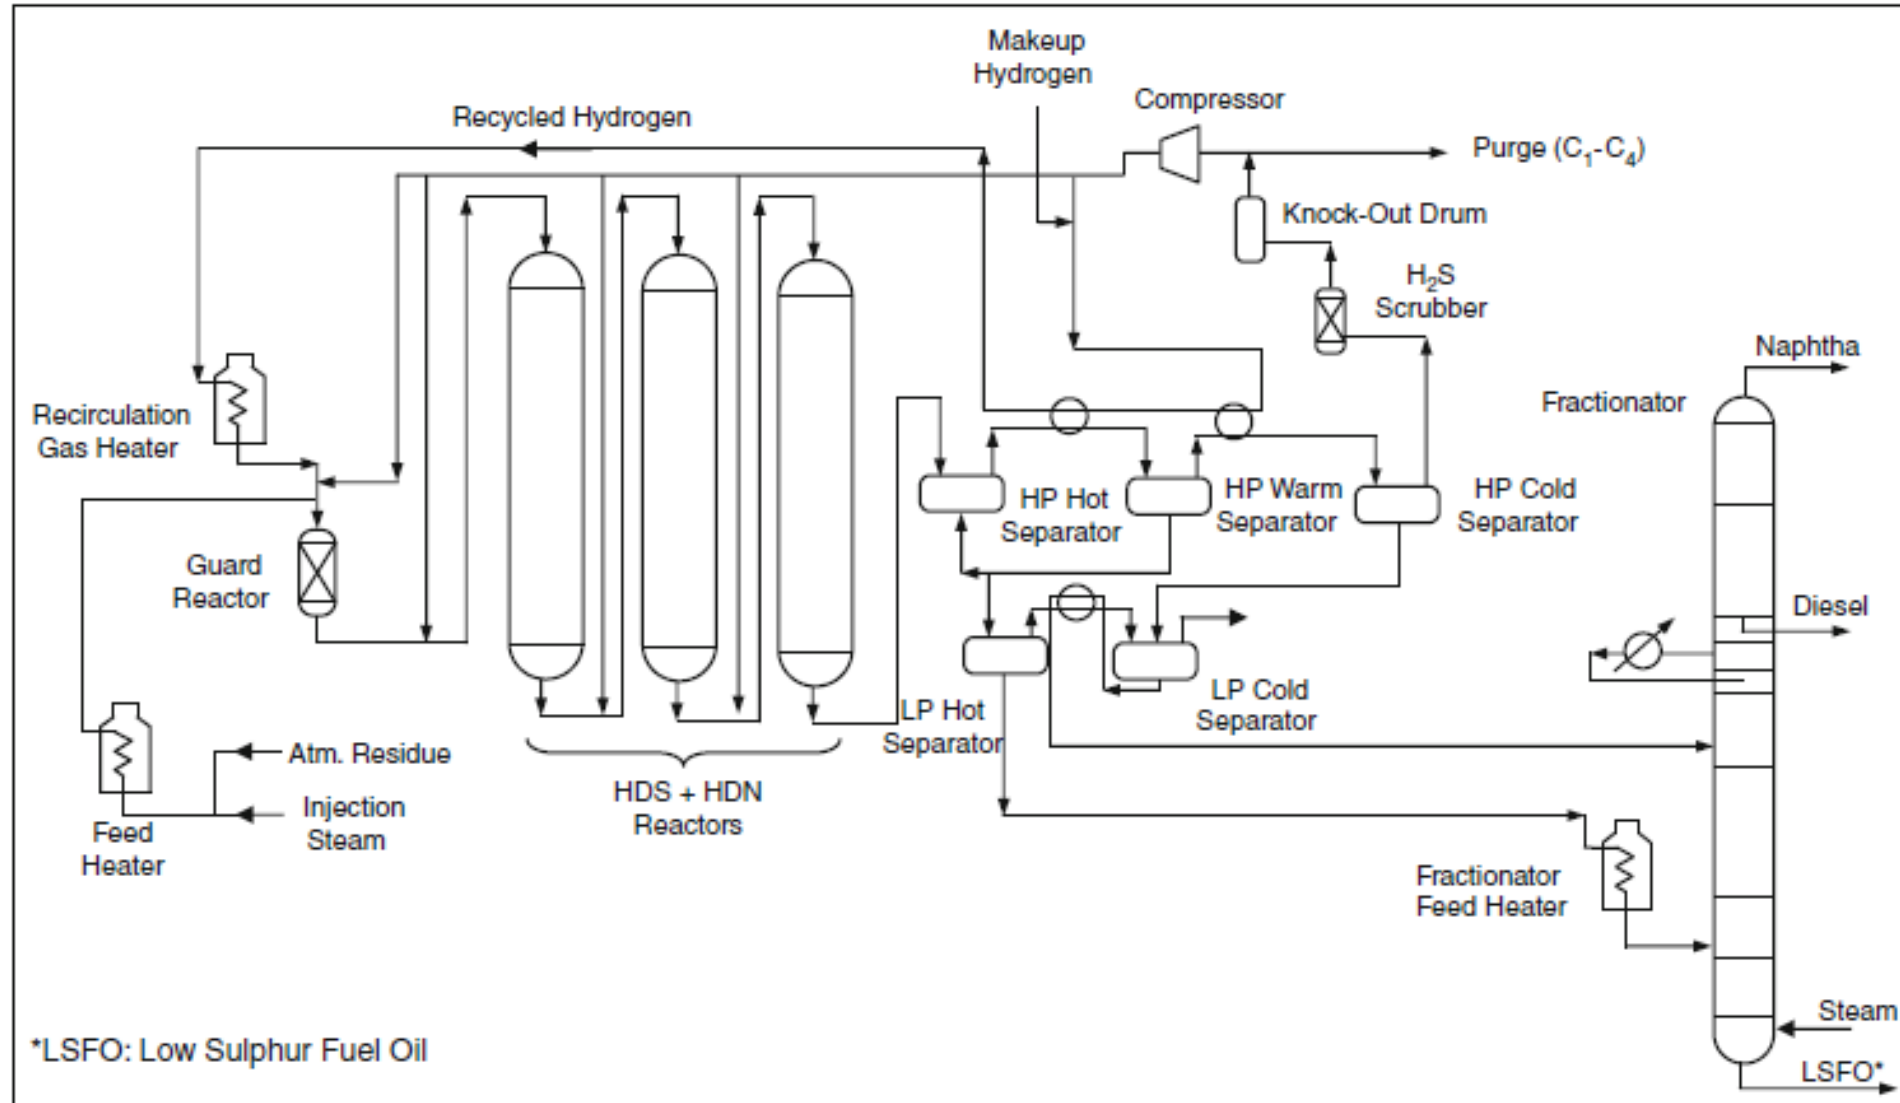 Makeup
Hydrogen
Compressor
Recycled Hydrogen
Purge (C₁-C₄)
Knock-Out Drum
H₂S
Scrubber
Naphtha
Fractionator
Recirculation
Gas Heater
HP Hot
Separator
HP Warm
Separator
HP Cold
Separator
Guard
Reactor
Diesel
LP Hot
Separator
LP Cold
Separator
Atm. Residue
Injection
Steam
Feed
Heater
HDS + HDN
Reactors
Fractionator
Feed Heater
Steam
LSFO*
*LSFO: Low Sulphur Fuel Oil